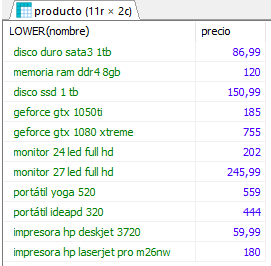 producto (11r × 2c)
LOWER(nombre) precio
disco duro sata3 1tb 86,99
memoria ram ddr4 8gb 120
disco ssd 1 tb 150,99
geforce gtx 1050ti 185
geforce gtx 1080 xtreme 755
monitor 24 led full hd 202
monitor 27 led full hd 245,99
portátil yoga 520 559
portátil ideapd 320 444
impresora hp deskjet 3720 59,99
impresora hp laserjet pro m26nw 180